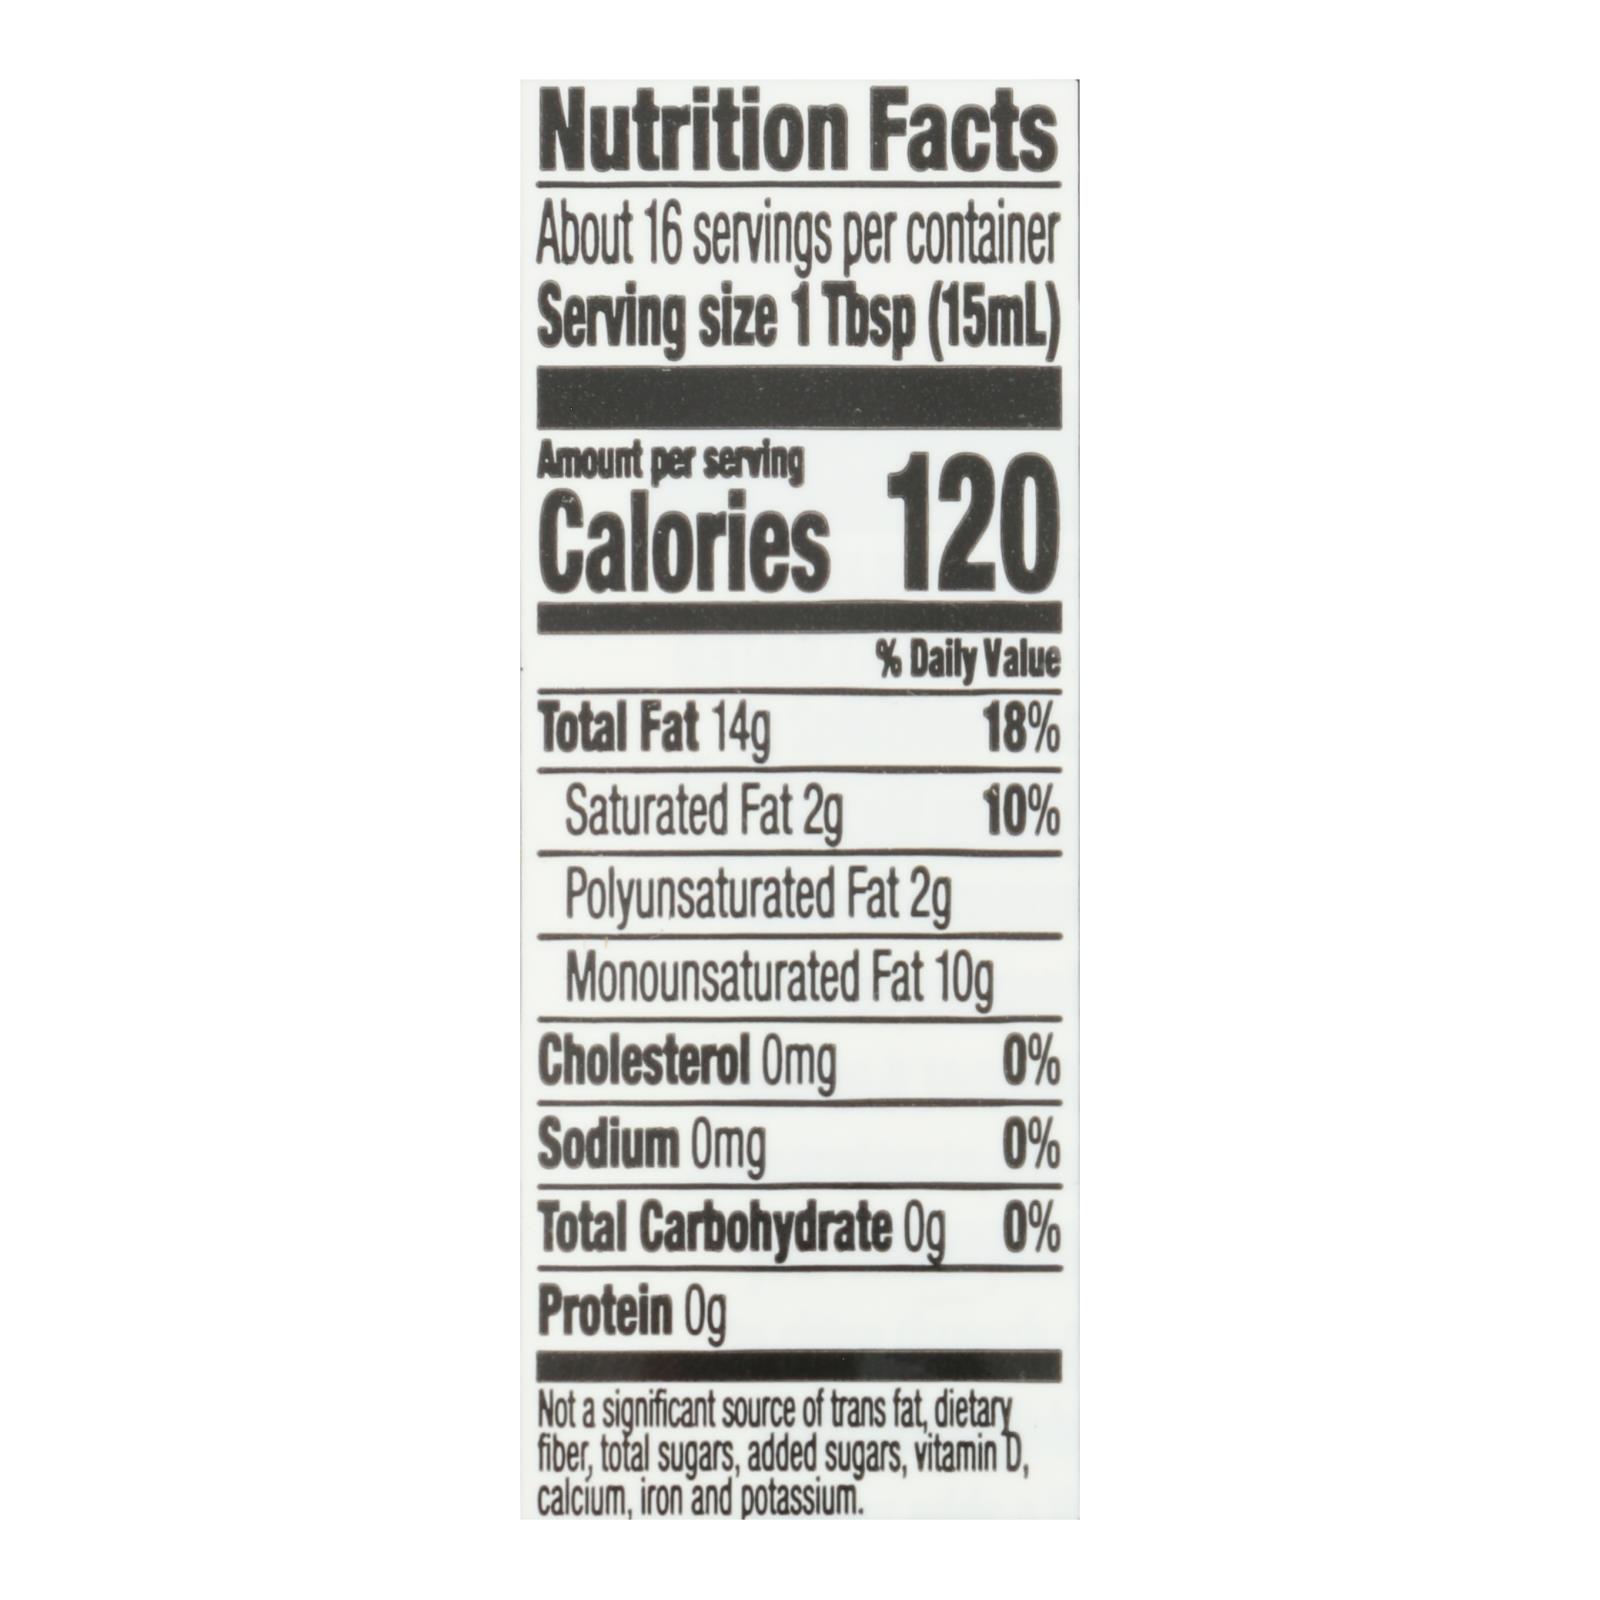 Nutrition Facts
About 16 servings per container
Serving size 1 Tbsp (15mL)
Amount per serving
Calories 120
% Daily Value
Total Fat 14g 18%
Saturated Fat 2g 10%
Polyunsaturated Fat 2g
Monounsaturated Fat 10g
Cholesterol 0mg 0%
Sodium 0mg 0%
Total Carbohydrate 0g 0%
Protein 0g
Not a significant source of trans fat, dietary
fiber, total sugars, added sugars, vitamin D,
calcium, iron and potassium.